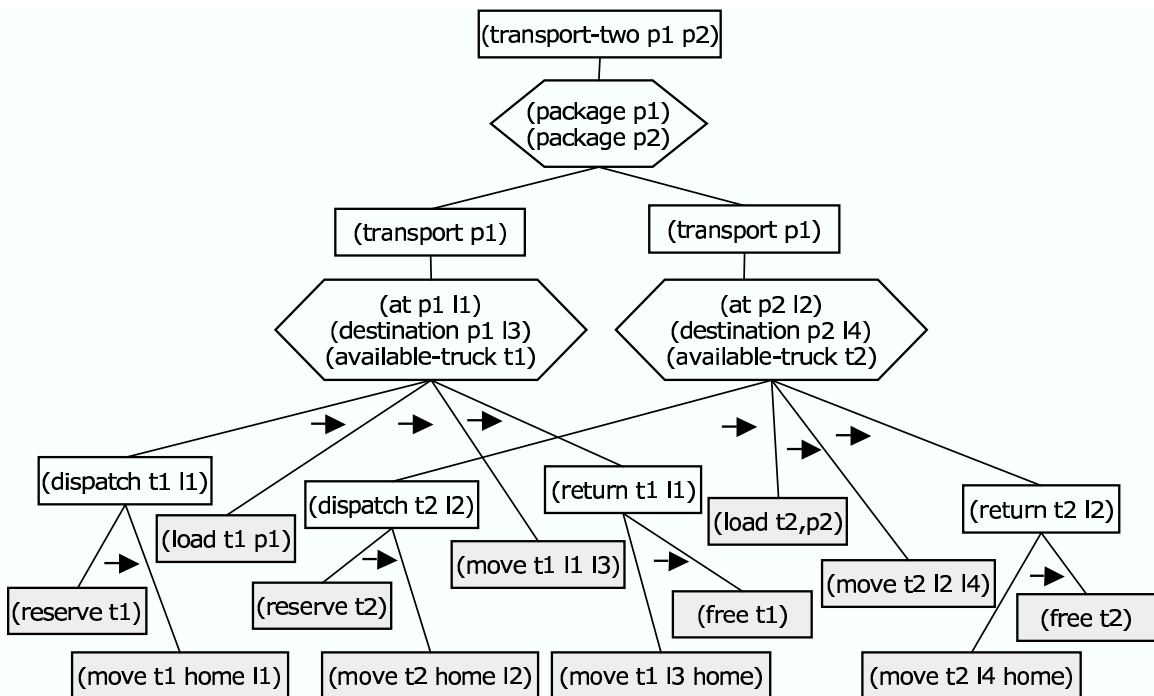 (transport-two p1 p2)
(package p1)
(package p2)
(transport p1)
(transport p1)
(at p1 l1)
(destination p1 l3)
(available-truck t1)
(at p2 l2)
(destination p2 l4)
(available-truck t2)
(dispatch t1 l1)
(load t1 p1)
(dispatch t2 l2)
(move t1 l1 l3)
(return t1 l1)
(load t2,p2)
(move t2 l2 l4)
(return t2 l2)
(reserve t1)
(reserve t2)
(free t1)
(free t2)
(move t1 home l1)
(move t2 home l2)
(move t1 l3 home)
(move t2 l4 home)